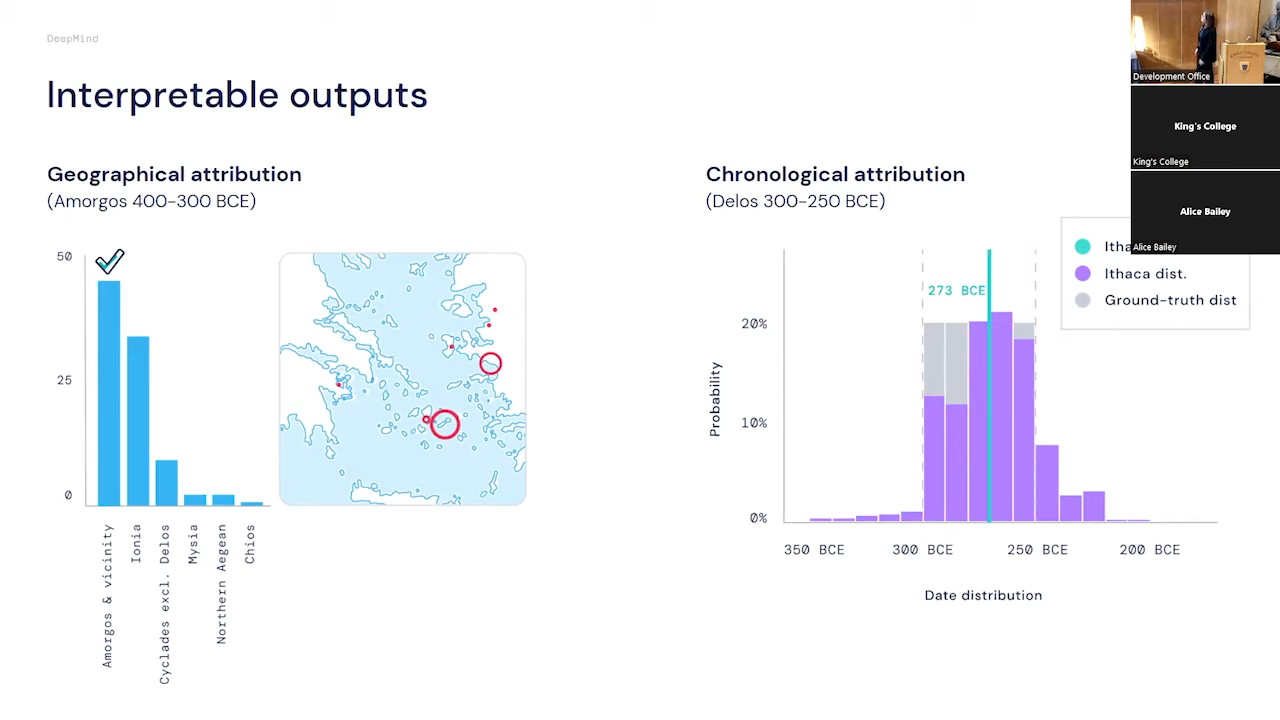 DeepMind
Interpretable outputs
Geographical attribution
(Amorgos 400-300 BCE)
50
25
0
Amorgos & vicinity
Ionia
Cyclades excl. Delos
Mysia
Northern Aegean
Chios
Chronological attribution
(Delos 300-250 BCE)
Ithaca dist.
Ground-truth dist
273 BCE
Probability
20%
10%
0%
350 BCE
300 BCE
250 BCE
200 BCE
Date distribution
Development Office
King's College
King's College
Alice Bailey
Alice Bailey